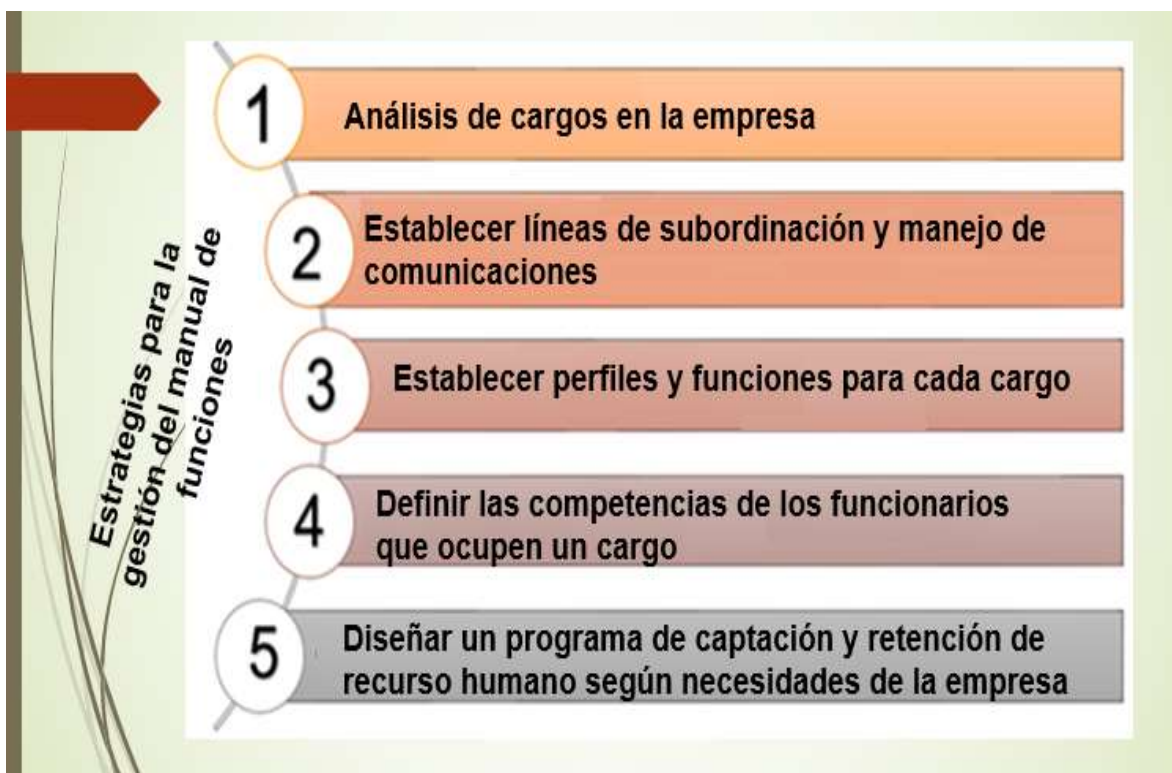 Estrategias para la
gestión del manual de
funciones
1
Análisis de cargos en la empresa
2
Establecer líneas de subordinación y manejo de
comunicaciones
3
Establecer perfiles y funciones para cada cargo
4
Definir las competencias de los funcionarios
que ocupen un cargo
5
Diseñar un programa de captación y retención de
recurso humano según necesidades de la empresa